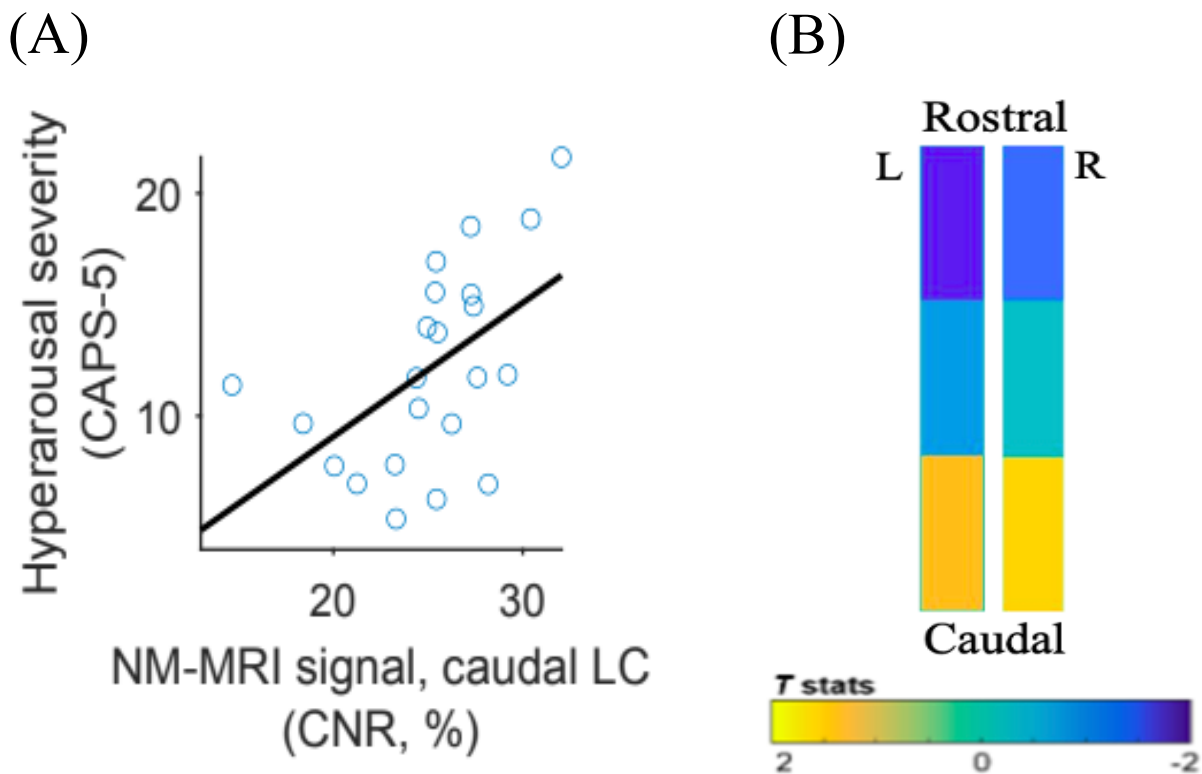 (A)
Hyperarousal severity
(CAPS-5)
20
10
20 30
NM-MRI signal, caudal LC
(CNR, %)
(B)
Rostral
L R
Caudal
T stats
2 0 -2